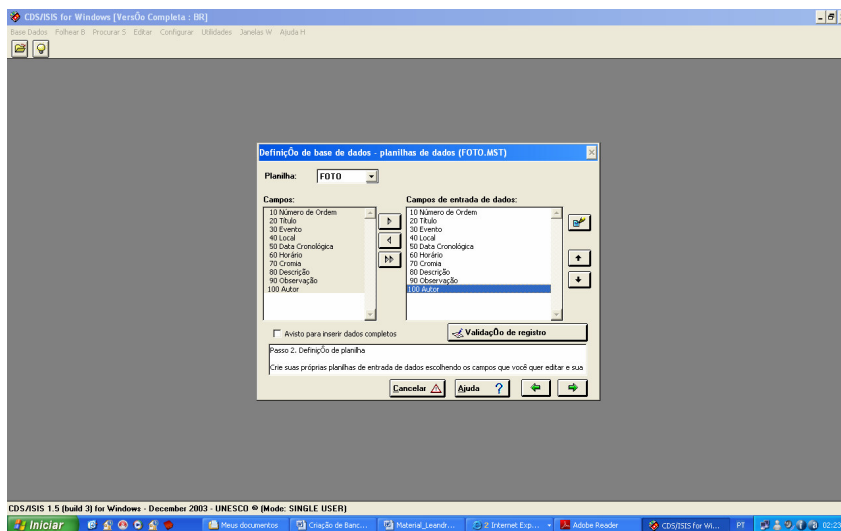 CDS/ISIS for Windows [VersÛo Completa : BR]
Base Dados Folhear B Procurar S Editar Configurar Utilidades Janelas W Ajuda H
DefiniçÛo de base de dados - planilhas de dados (FOTO.MST)
Planilha: FOTO
Campos:
10 Número de Ordem
20 Título
30 Evento
40 Local
50 Data Cronológica
60 Horário
70 Cromia
80 Descrição
90 Observação
100 Autor
Campos de entrada de dados:
10 Número de Ordem
20 Título
30 Evento
40 Local
50 Data Cronológica
60 Horário
70 Cromia
80 Descrição
90 Observação
100 Autor
Avisto para inserir dados completos
ValidaçÛo de registro
Passo 2. DefiniçÛo de planilha
Crie suas próprias planilhas de entrada de dados escolhendo os campos que você quer editar e sua
Cancelar Ajuda ?
CDS/ISIS 1.5 (build 3) for Windows - December 2003 - UNESCO © (Mode: SINGLE USER)
Iniciar Meus documentos Criação de Banc... Material_Leandr... 2 Internet Exp... Adobe Reader CDS/ISIS for Wi... PT 02:23